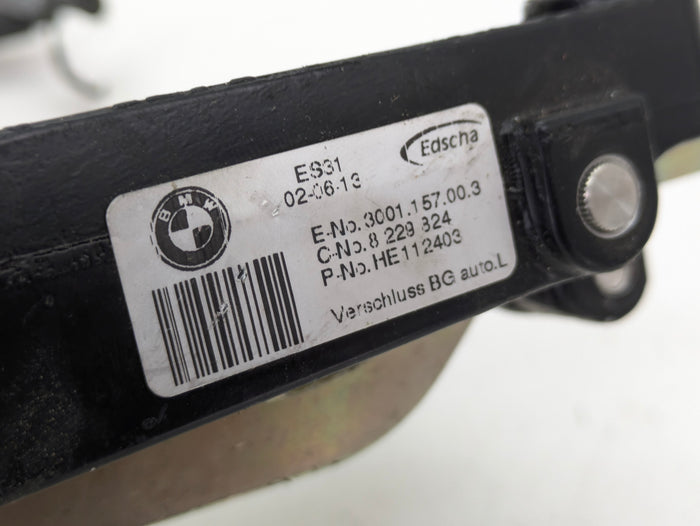 ES31
02-06-13
Edscha
BMW
E-No.3001.157.00.3
C-No.8 229 824
P-No.HE112403
Verschluss BG auto.L